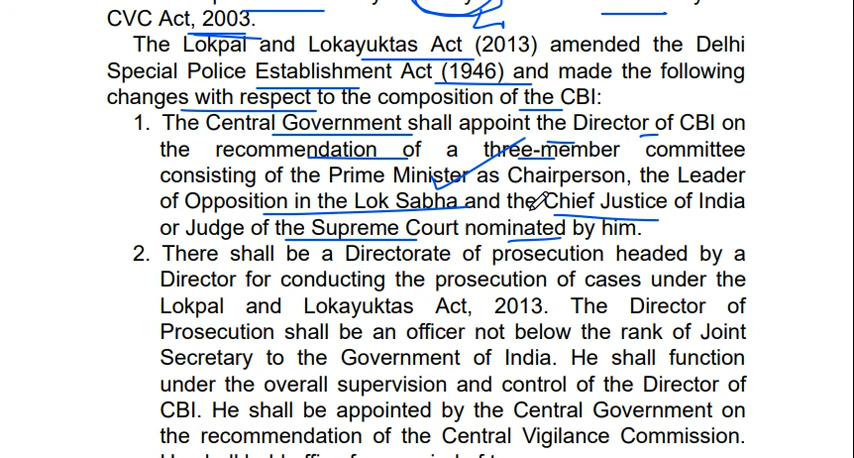 CVC Act, 2003.
The Lokpal and Lokayuktas Act (2013) amended the Delhi
Special Police Establishment Act (1946) and made the following
changes with respect to the composition of the CBI:
1. The Central Government shall appoint the Director of CBI on
the recommendation of a three-member committee
consisting of the Prime Minister as Chairperson, the Leader
of Opposition in the Lok Sabha and the Chief Justice of India
or Judge of the Supreme Court nominated by him.
2. There shall be a Directorate of prosecution headed by a
Director for conducting the prosecution of cases under the
Lokpal and Lokayuktas Act, 2013. The Director of
Prosecution shall be an officer not below the rank of Joint
Secretary to the Government of India. He shall function
under the overall supervision and control of the Director of
CBI. He shall be appointed by the Central Government on
the recommendation of the Central Vigilance Commission.